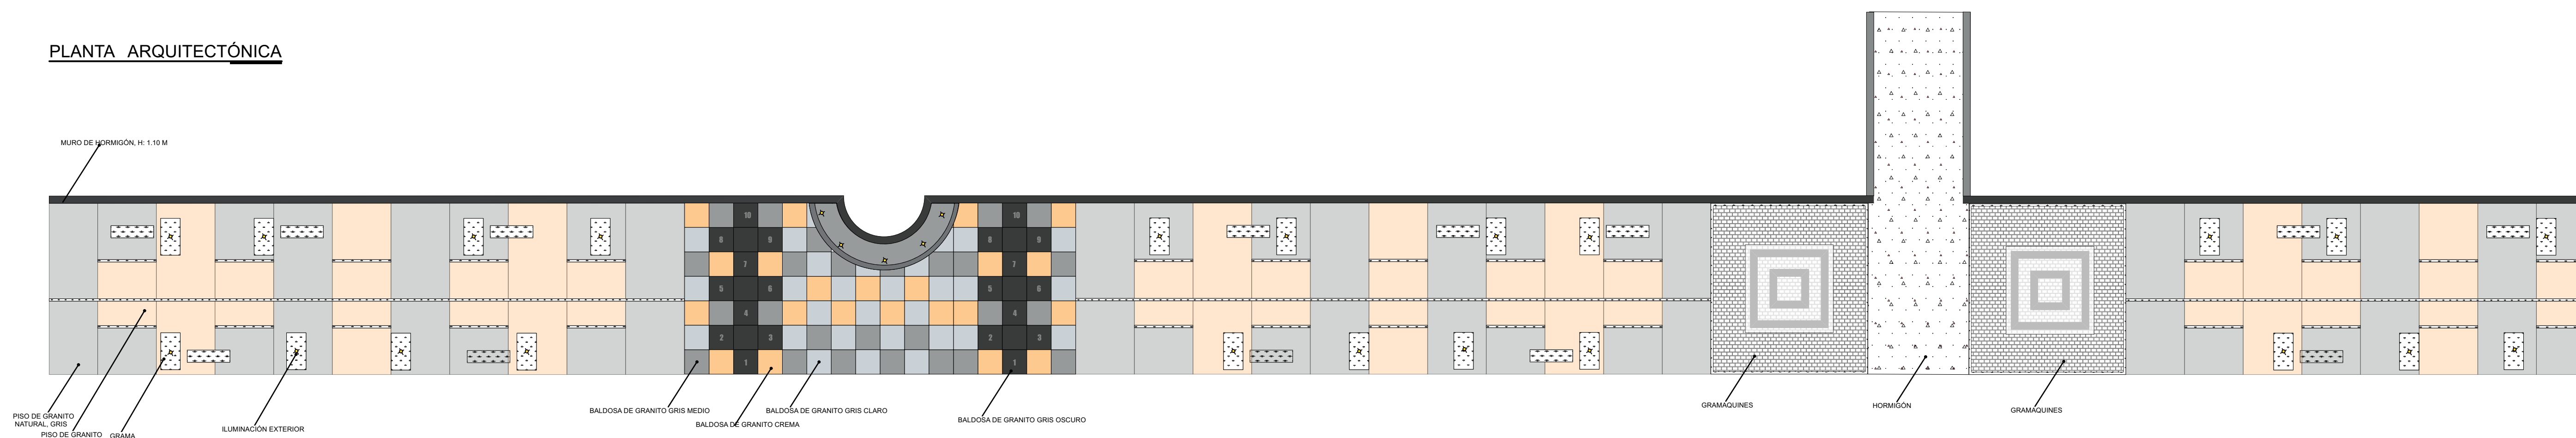 PLANTA ARQUITECTÓNICA
MURO DE HORMIGÓN, H: 1.10 M
10
10
8
9
8
9
7
7
5
6
5
6
4
4
2
3
2
3
1
1
PISO DE GRANITO
NATURAL, GRIS
PISO DE GRANITO
GRAMA
ILUMINACIÓN EXTERIOR
BALDOSA DE GRANITO GRIS MEDIO
BALDOSA DE GRANITO CREMA
BALDOSA DE GRANITO GRIS CLARO
BALDOSA DE GRANITO GRIS OSCURO
GRAMAQUINES
HORMIGÓN
GRAMAQUINES